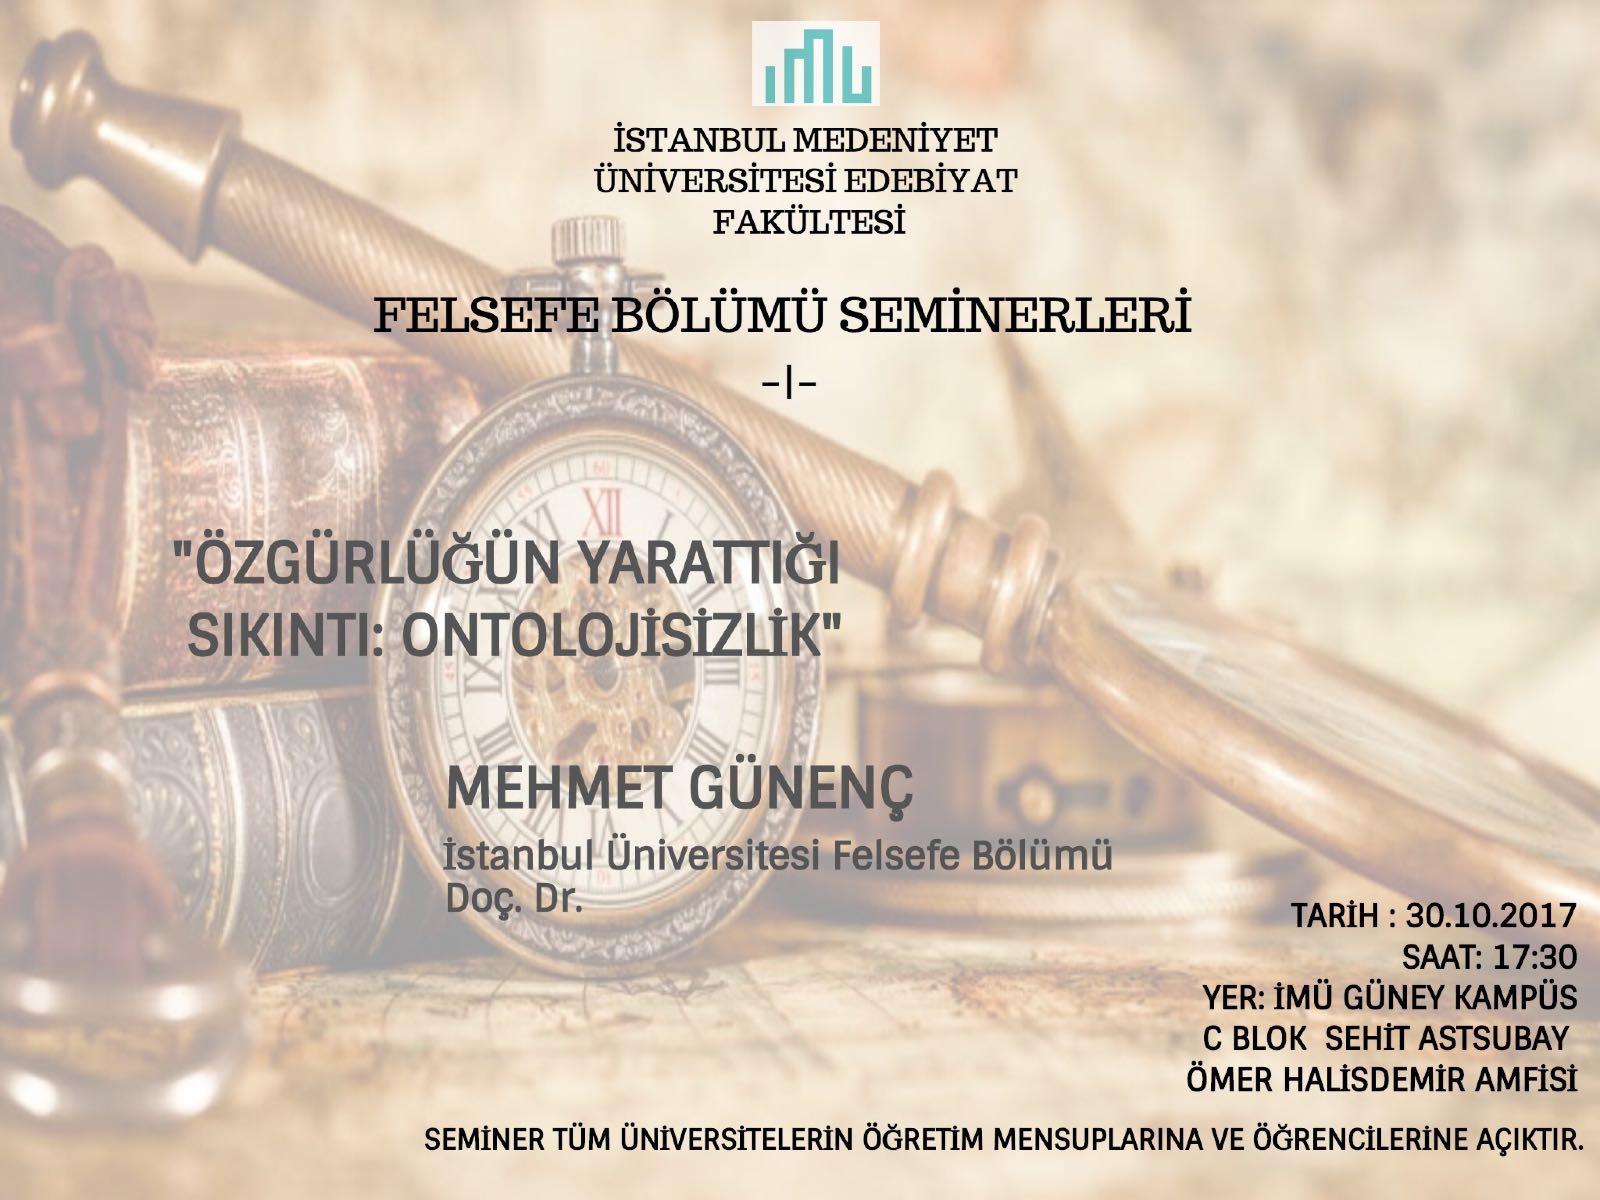 İMÜ
İSTANBUL MEDENİYET
ÜNİVERSİTESİ EDEBİYAT
FAKÜLTESİ
FELSEFE BÖLÜMÜ SEMİNERLERİ
-I-
"ÖZGÜRLÜĞÜN YARATTIĞI
SIKINTI: ONTOLOJİSİZLİK"
MEHMET GÜNENÇ
İstanbul Üniversitesi Felsefe Bölümü
Doç. Dr.
TARİH : 30.10.2017
SAAT: 17:30
YER: İMÜ GÜNEY KAMPÜS
C BLOK SEHİT ASTSUBAY
ÖMER HALİSDEMİR AMFİSİ
SEMİNER TÜM ÜNİVERSİTELERİN ÖĞRETİM MENSUPLARINA VE ÖĞRENCİLERİNE AÇIKTIR.